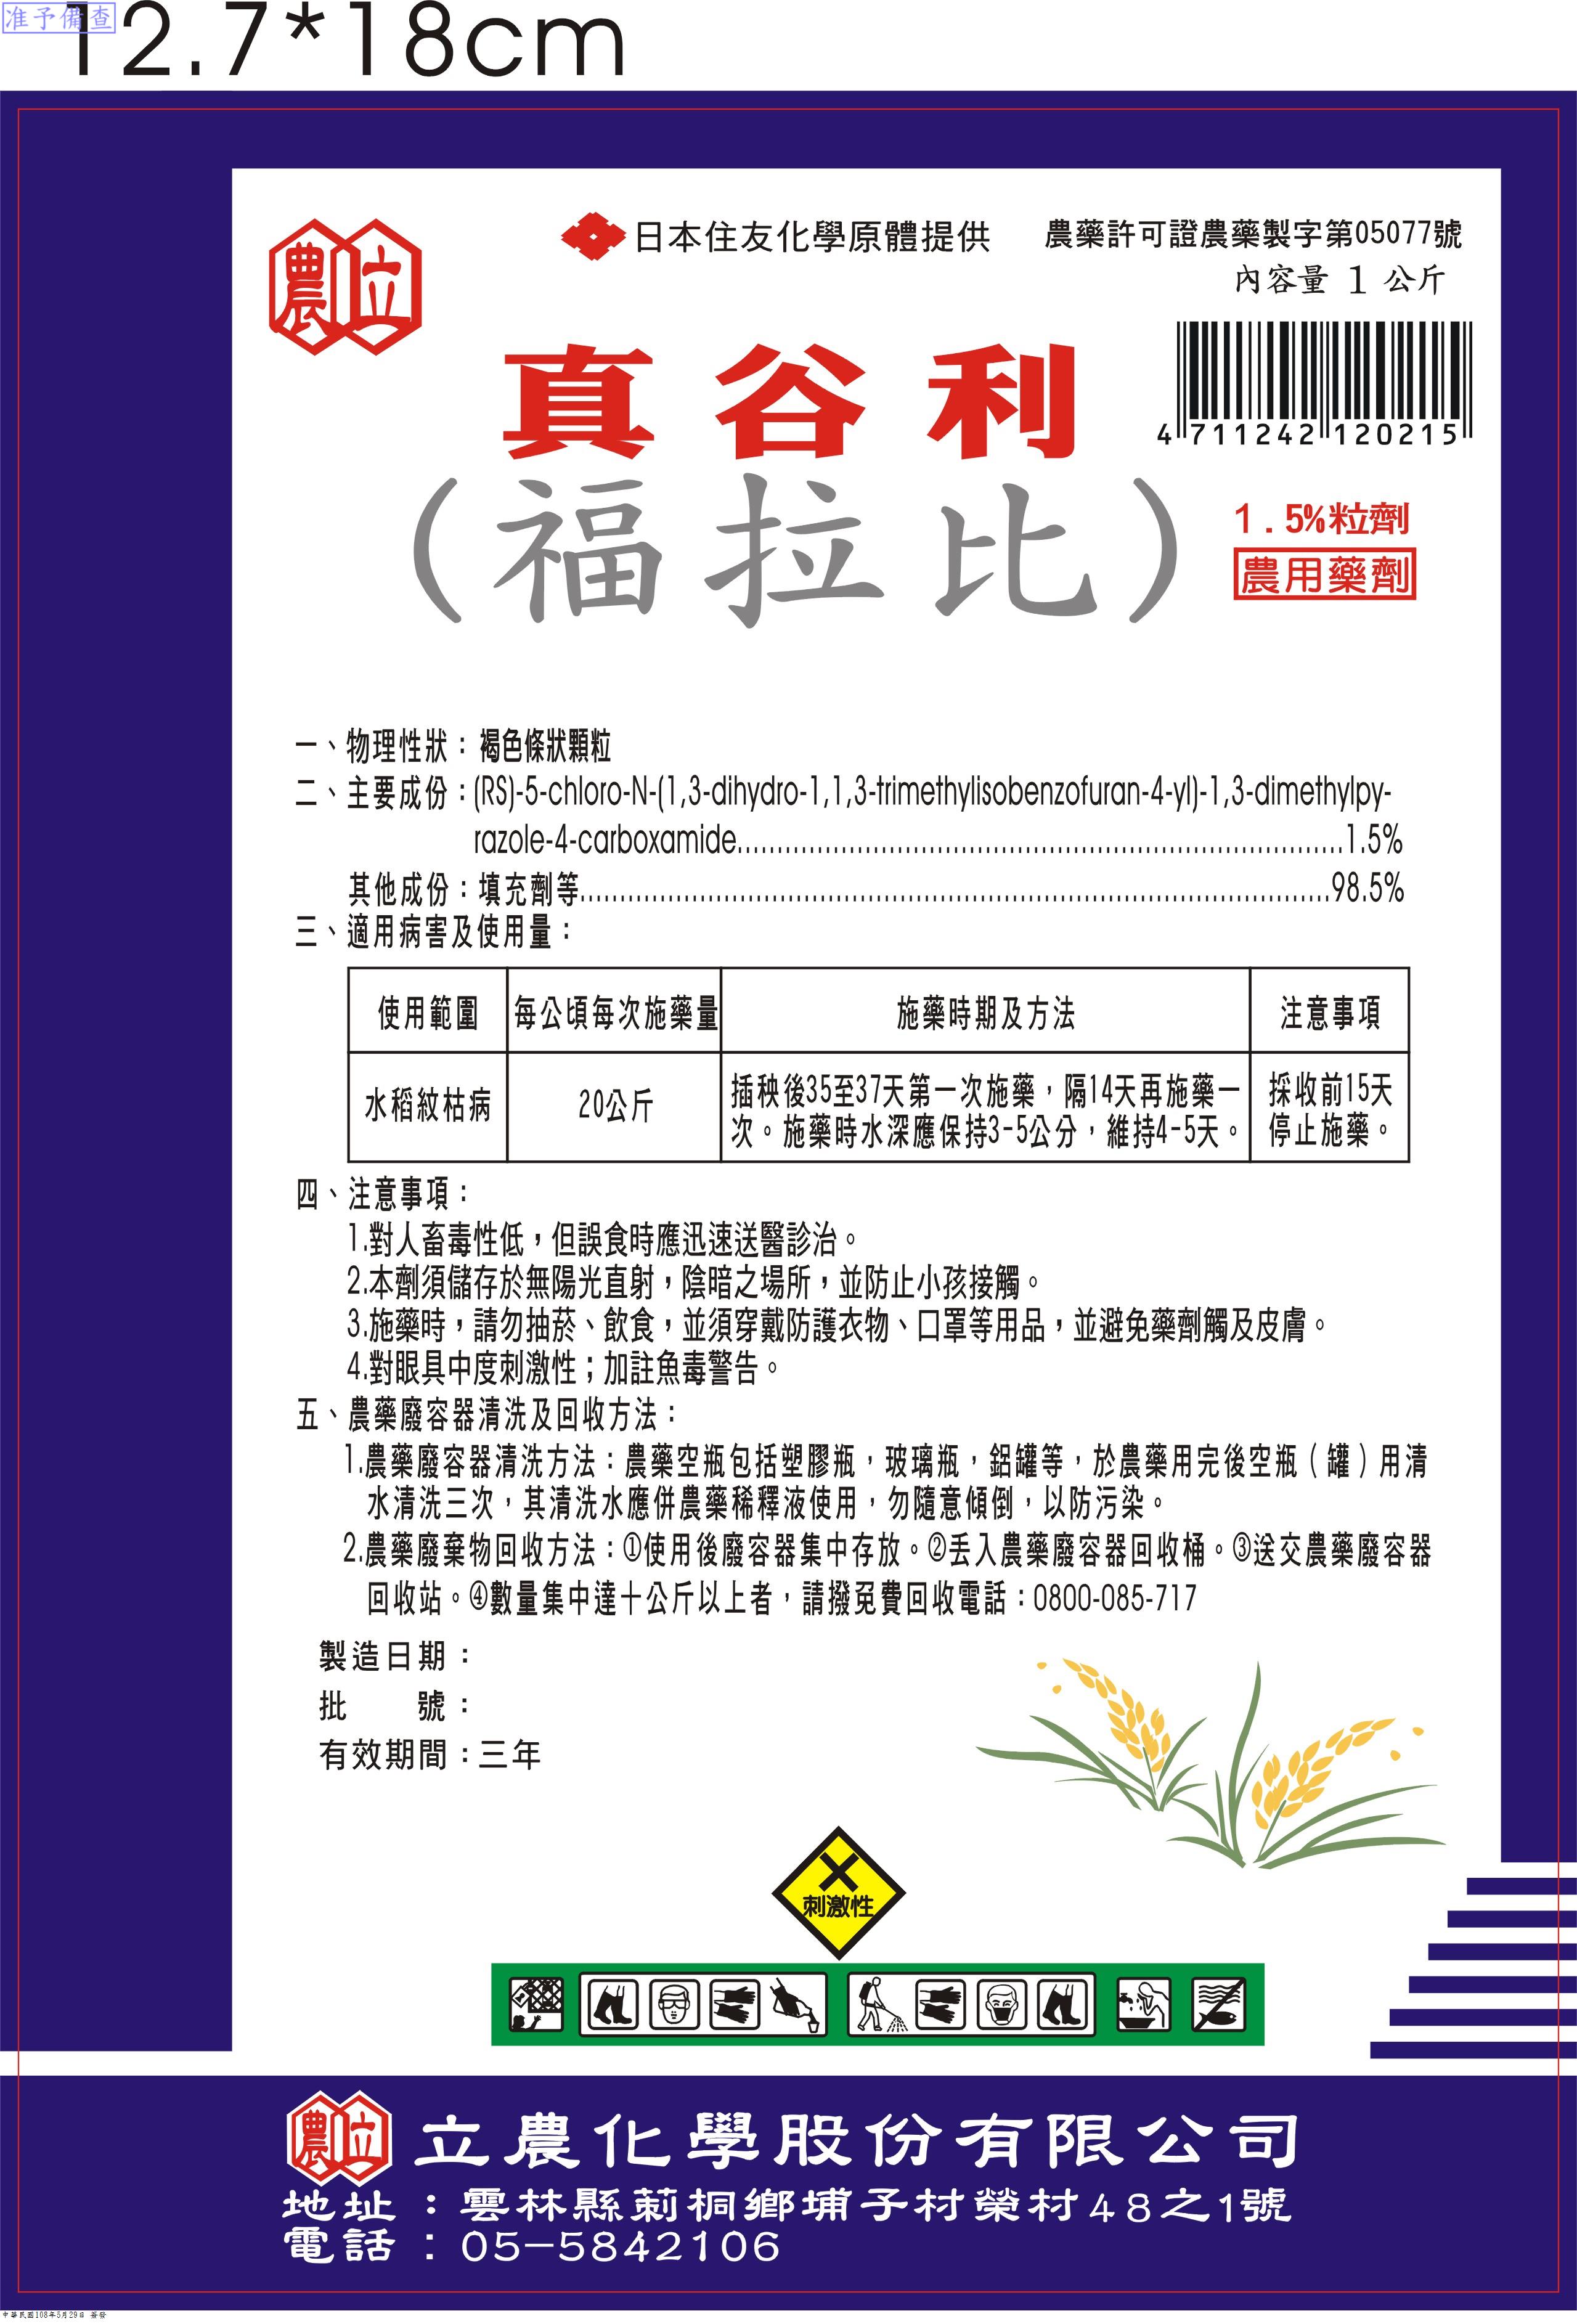 准予備查
12.7*18cm
農立
日本住友化學原體提供
農藥許可證農藥製字第05077號
內容量 1 公斤
真谷利
4 711242 120215
(福拉比)
1.5%粒劑
農用藥劑
一、物理性狀：褐色條狀顆粒
二、主要成份：(RS)-5-chloro-N-(1,3-dihydro-1,1,3-trimethylisobenzofuran-4-yl)-1,3-dimethylpy-
razole-4-carboxamide...........................................................................1.5%
其他成份：填充劑等.............................................................................................98.5%
三、適用病害及使用量：
使用範圍 每公頃每次施藥量 施藥時期及方法 注意事項
水稻紋枯病 20公斤 插秧後35至37天第一次施藥，隔14天再施藥一 採收前15天
次。施藥時水深應保持3-5公分，維持4-5天。 停止施藥。
四、注意事項：
1.對人畜毒性低，但誤食時應迅速送醫診治。
2.本劑須儲存於無陽光直射，陰暗之場所，並防止小孩接觸。
3.施藥時，請勿抽菸、飲食，並須穿戴防護衣物、口罩等用品，並避免藥劑觸及皮膚。
4.對眼具中度刺激性；加註魚毒警告。
五、農藥廢容器清洗及回收方法：
1.農藥廢容器清洗方法：農藥空瓶包括塑膠瓶，玻璃瓶，鋁罐等，於農藥用完後空瓶（罐）用清
水清洗三次，其清洗水應併農藥稀釋液使用，勿隨意傾倒，以防污染。
2.農藥廢棄物回收方法：①使用後廢容器集中存放。②丟入農藥廢容器回收桶。③送交農藥廢容器
回收站。④數量集中達十公斤以上者，請撥免費回收電話：0800-085-717
製造日期：
批　　號：
有效期間：三年
刺激性
農立 立農化學股份有限公司
地址：雲林縣莿桐鄉埔子村榮村48之1號
電話：05-5842106
中華民國108年5月29日 簽發